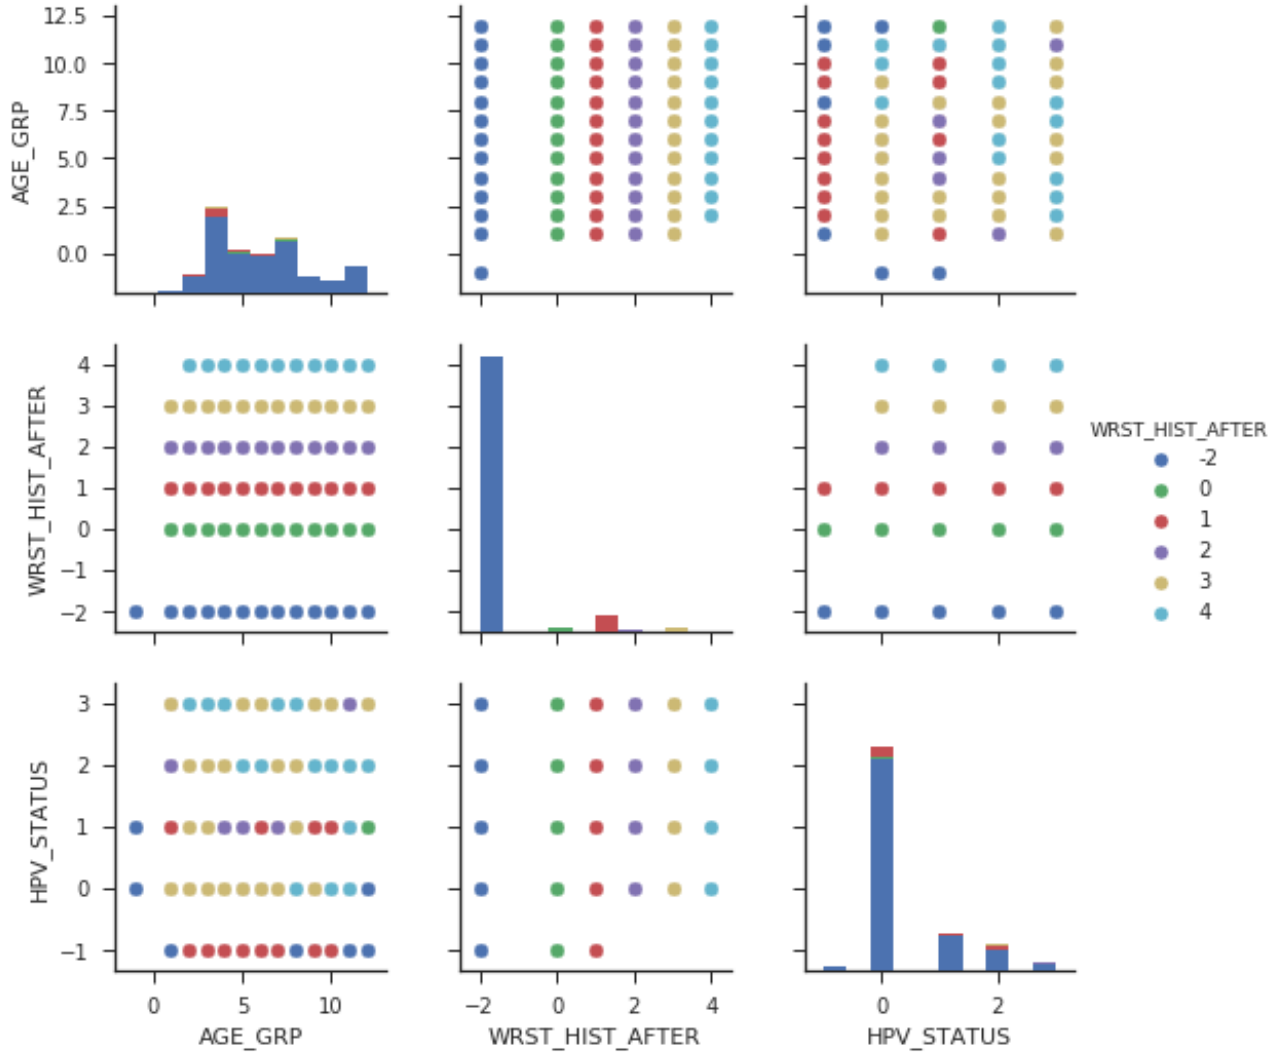 12.5
10.0
7.5
5.0
2.5
0.0
AGE_GRP
4
3
2
1
0
−1
−2
WRST_HIST_AFTER
WRST_HIST_AFTER
-2
0
1
2
3
4
3
2
1
0
−1
HPV_STATUS
0 5 10
AGE_GRP
−2 0 2 4
WRST_HIST_AFTER
0 2
HPV_STATUS